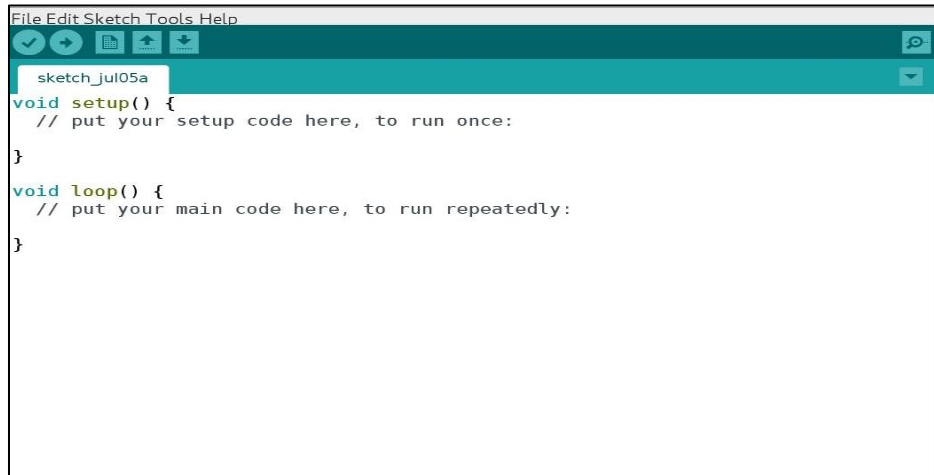 File Edit Sketch Tools Help
sketch_jul05a
void setup() {
  // put your setup code here, to run once:
}
void loop() {
  // put your main code here, to run repeatedly:
}